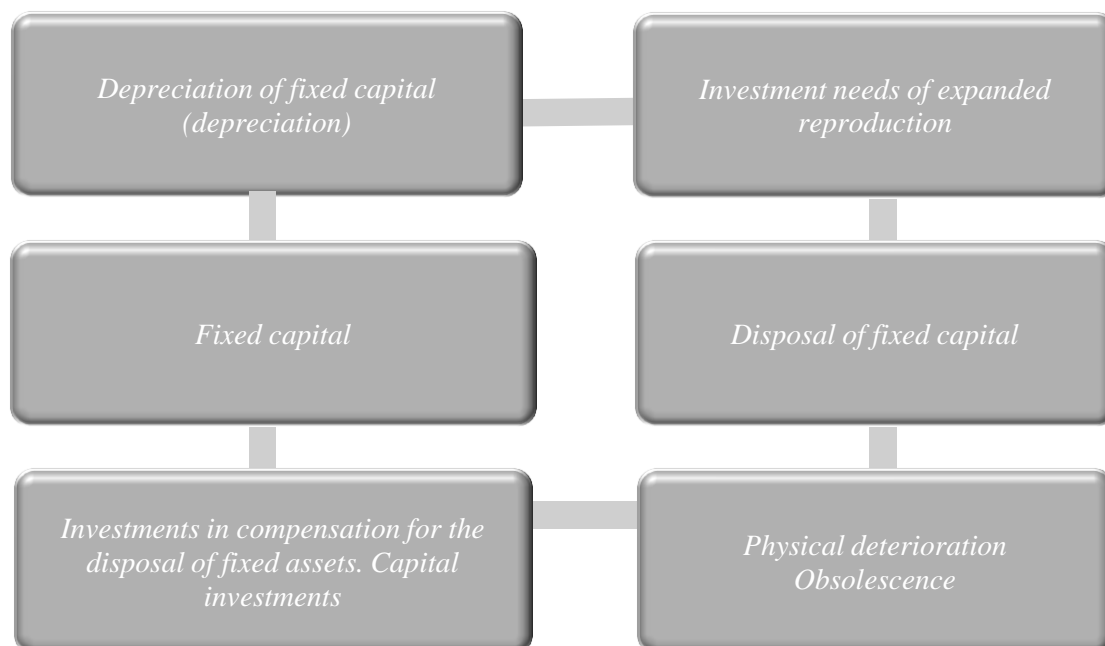 Depreciation of fixed capital
(depreciation)
Investment needs of expanded
reproduction
Fixed capital
Disposal of fixed capital
Investments in compensation for the
disposal of fixed assets. Capital
investments
Physical deterioration
Obsolescence